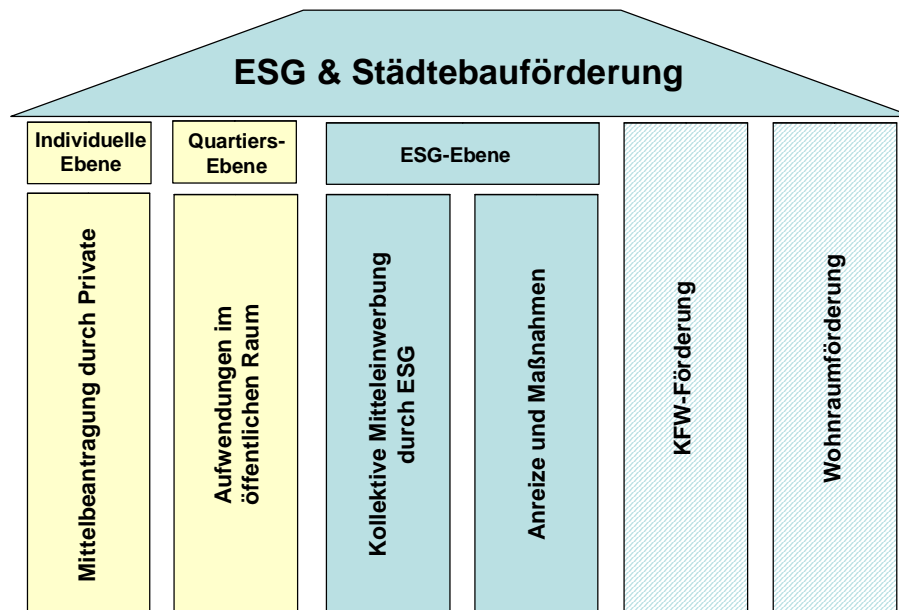 ESG & Städtebauförderung
Individuelle
Ebene
Quartiers-
Ebene
ESG-Ebene
Mittelbeantragung durch Private
Aufwendungen im
öffentlichen Raum
Kollektive Mitteleinwerbung
durch ESG
Anreize und Maßnahmen
KFW-Förderung
Wohnraumförderung